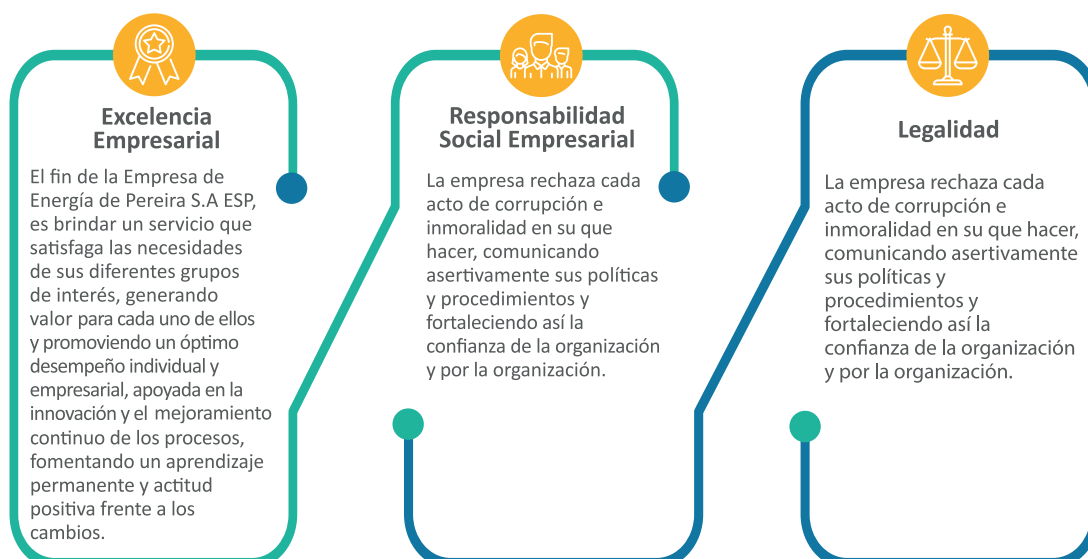 Excelencia
Empresarial
El fin de la Empresa de
Energía de Pereira S.A ESP,
es brindar un servicio que
satisfaga las necesidades
de sus diferentes grupos
de interés, generando
valor para cada uno de ellos
y promoviendo un óptimo
desempeño individual y
empresarial, apoyada en la
innovación y el mejoramiento
continuo de los procesos,
fomentando un aprendizaje
permanente y actitud
positiva frente a los
cambios.
Responsabilidad
Social Empresarial
La empresa rechaza cada
acto de corrupción e
inmoralidad en su que
hacer, comunicando
asertivamente sus políticas
y procedimientos y
fortaleciendo así la
confianza de la organización
y por la organización.
Legalidad
La empresa rechaza cada
acto de corrupción e
inmoralidad en su que hacer,
comunicando asertivamente
sus políticas y
procedimientos y
fortaleciendo así la
confianza de la organización
y por la organización.